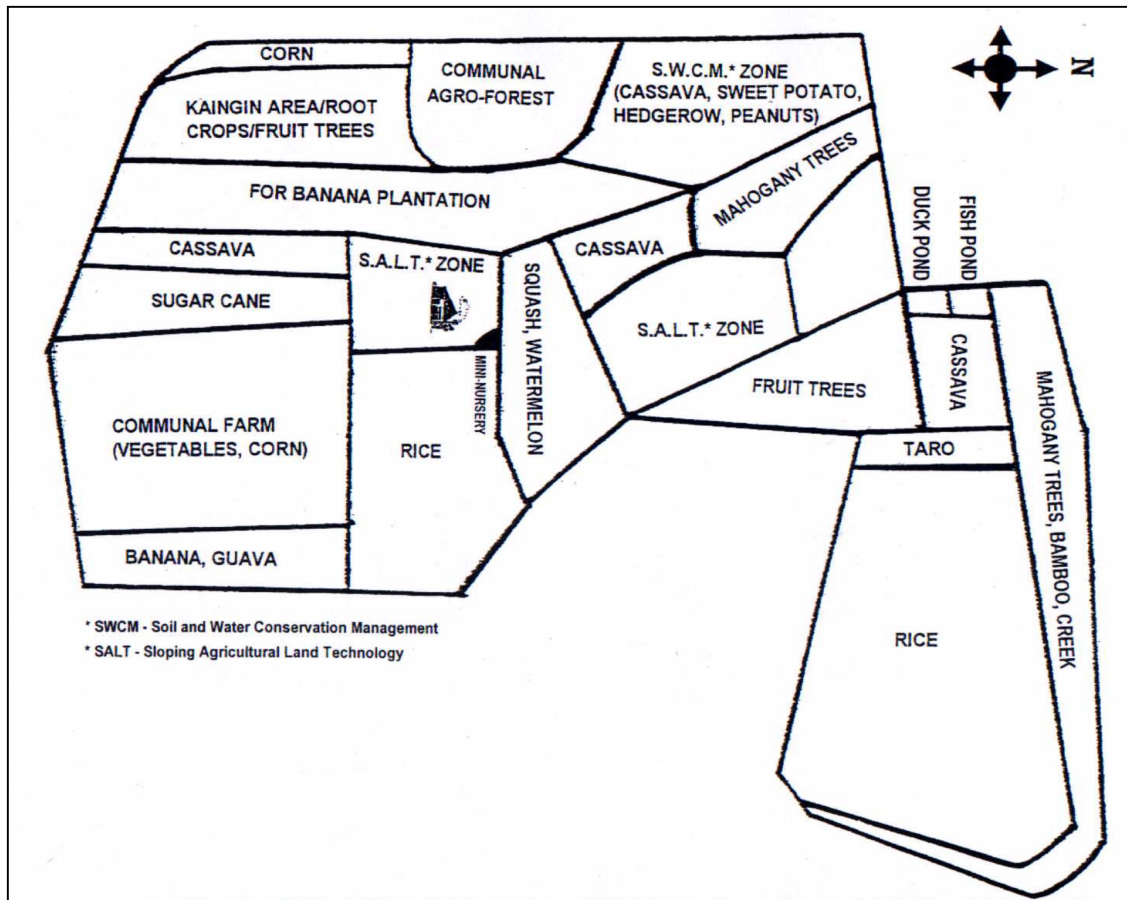 CORN
COMMUNAL
AGRO-FOREST
S.W.C.M.* ZONE
(CASSAVA, SWEET POTATO,
HEDGEROW, PEANUTS)
N
KAINGIN AREA/ROOT
CROPS/FRUIT TREES
MAHOGANY TREES
FOR BANANA PLANTATION
DUCK POND
FISH POND
CASSAVA
S.A.L.T.* ZONE
CASSAVA
SUGAR CANE
SQUASH, WATERMELON
S.A.L.T.* ZONE
MINI-NURSERY
FRUIT TREES
CASSAVA
MAHOGANY TREES, BAMBOO, CREEK
COMMUNAL FARM
(VEGETABLES, CORN)
RICE
TARO
BANANA, GUAVA
RICE
* SWCM - Soil and Water Conservation Management
* SALT - Sloping Agricultural Land Technology